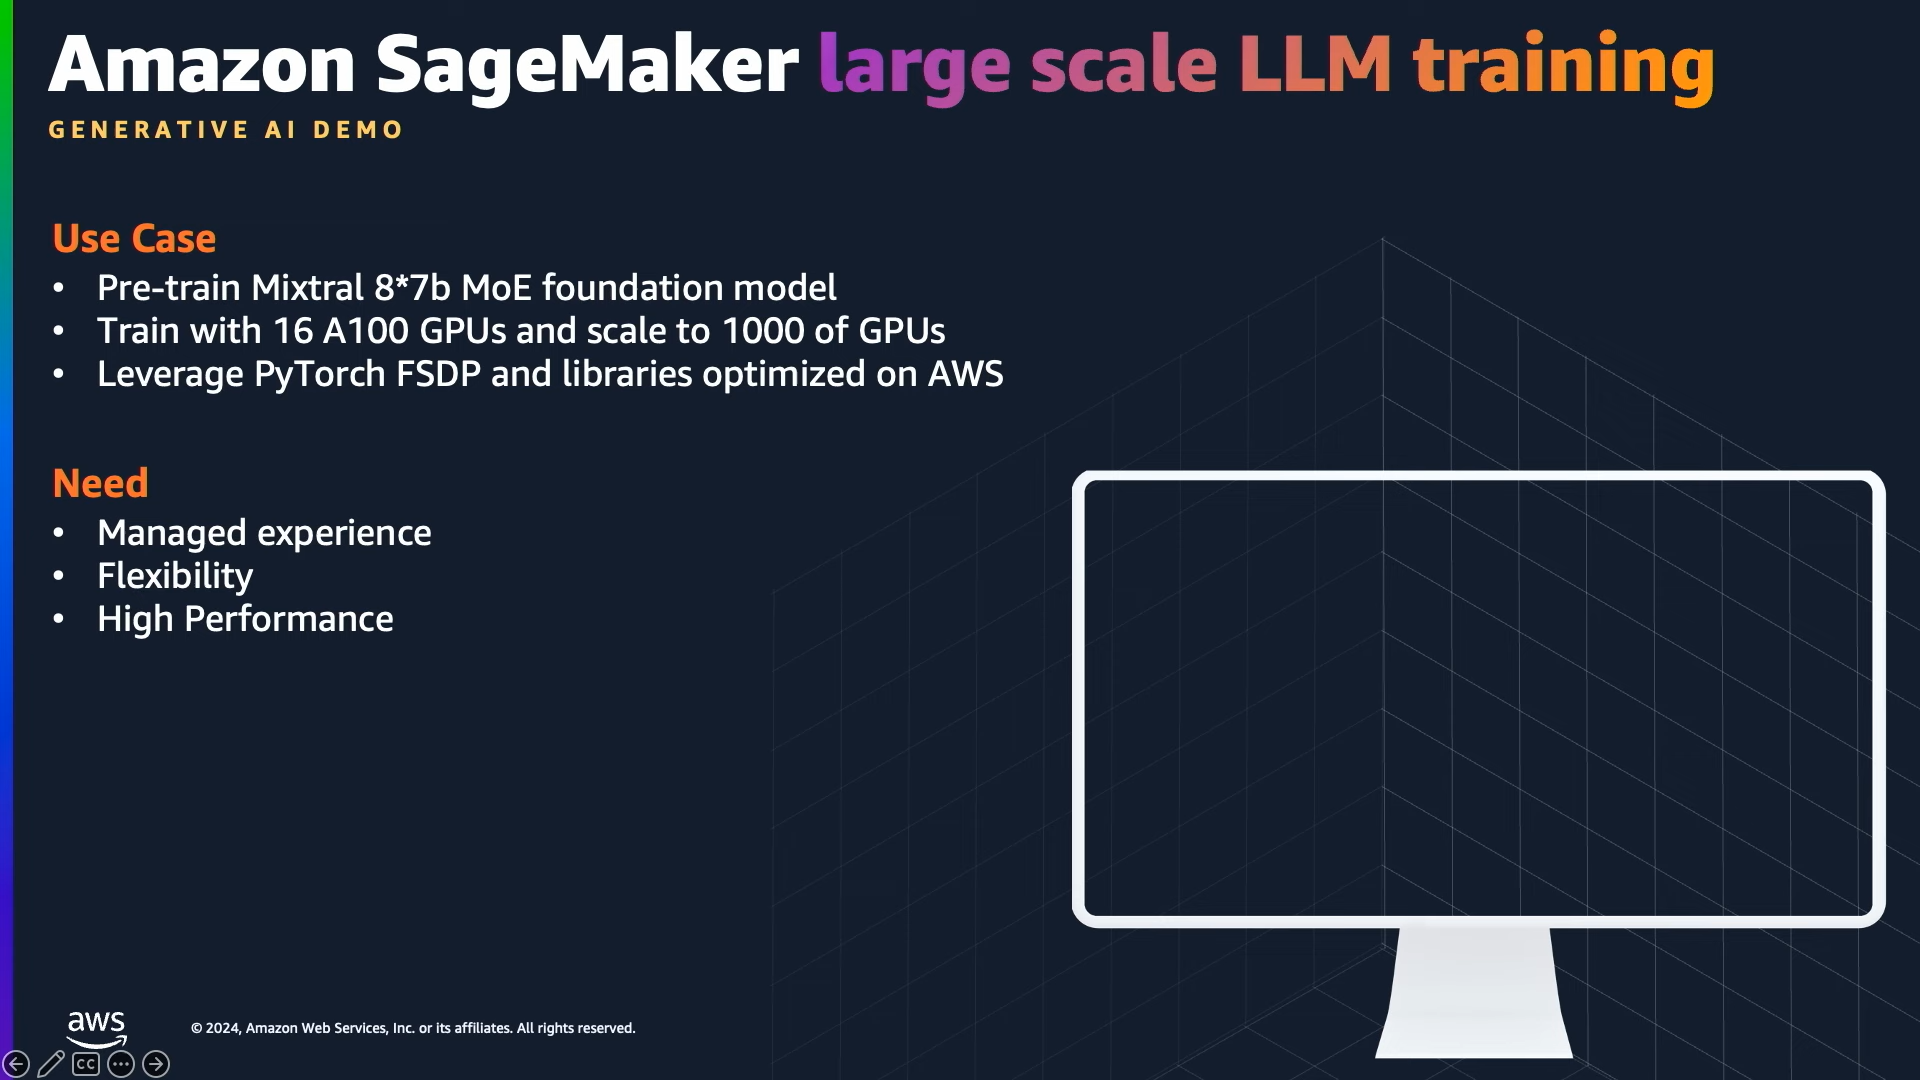 Amazon SageMaker large scale LLM training
GENERATIVE AI DEMO
Use Case
• Pre-train Mixtral 8*7b MoE foundation model
• Train with 16 A100 GPUs and scale to 1000 of GPUs
• Leverage PyTorch FSDP and libraries optimized on AWS
Need
• Managed experience
• Flexibility
• High Performance
aws
© 2024, Amazon Web Services, Inc. or its affiliates. All rights reserved.
CC